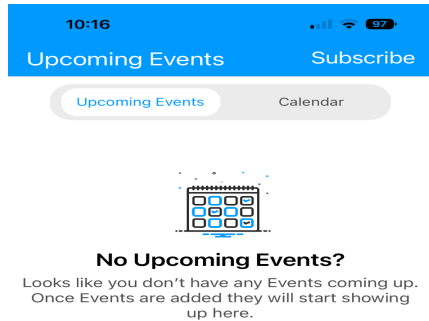 10:16
97
Upcoming Events
Subscribe
Upcoming Events
Calendar
No Upcoming Events?
Looks like you don't have any Events coming up.
Once Events are added they will start showing
up here.